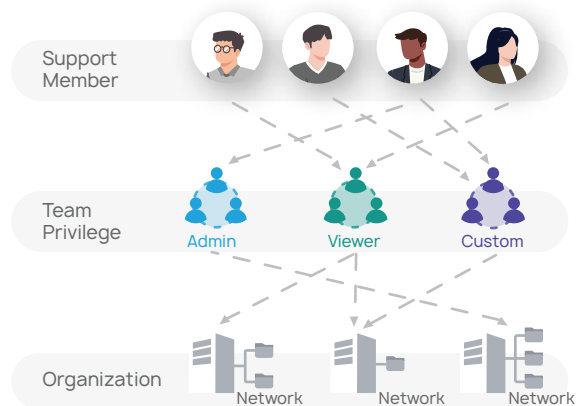 Support
Member
Team
Privilege
Admin
Viewer
Custom
Organization
Network
Network
Network